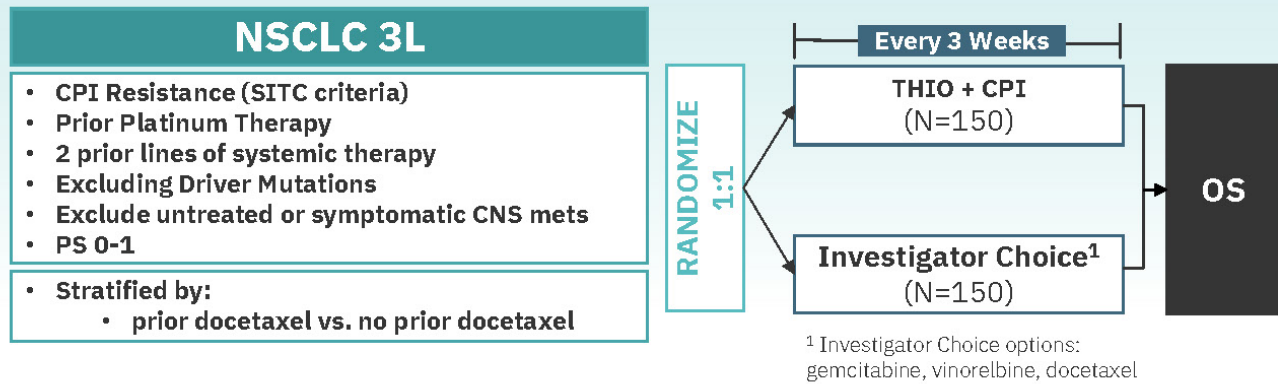 NSCLC 3L
• CPI Resistance (SITC criteria)
• Prior Platinum Therapy
• 2 prior lines of systemic therapy
• Excluding Driver Mutations
• Exclude untreated or symptomatic CNS mets
• PS 0-1
• Stratified by:
• prior docetaxel vs. no prior docetaxel
RANDOMIZE
1:1
Every 3 Weeks
THIO + CPI
(N=150)
Investigator Choice¹
(N=150)
OS
¹ Investigator Choice options:
gemcitabine, vinorelbine, docetaxel